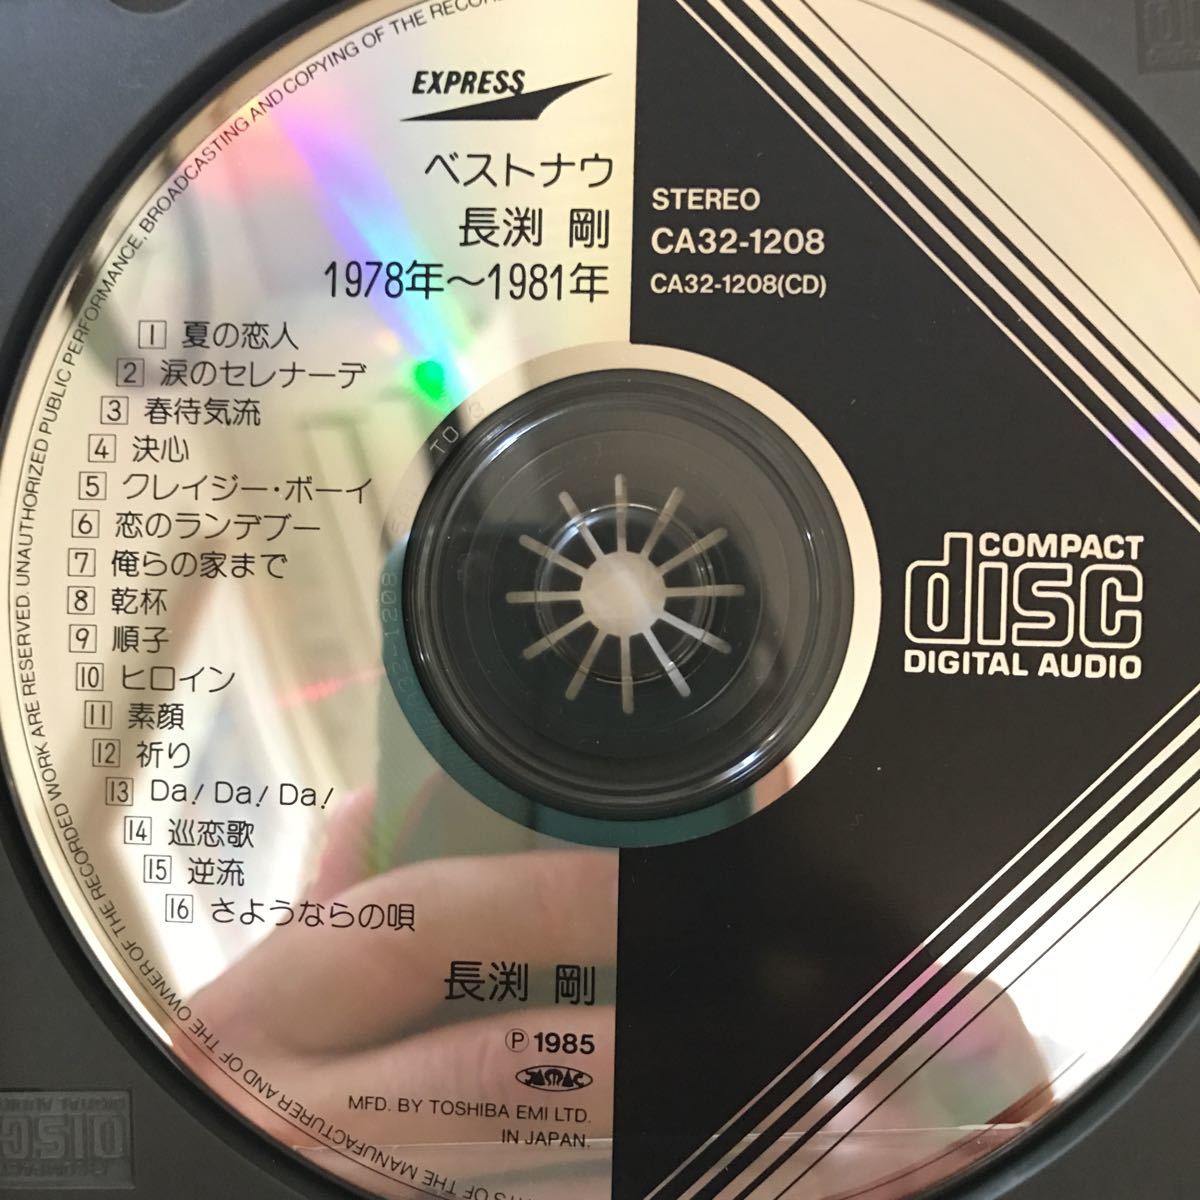 EXPRESS
ベストナウ
長渕 剛
1978年～1981年
STEREO
CA32-1208
CA32-1208(CD)
1 夏の恋人
2 涙のセレナーデ
3 春待気流
4 決心
5 クレイジー・ボーイ
6 恋のランデブー
7 俺らの家まで
8 乾杯
9 順子
10 ヒロイン
11 素顔
12 祈り
13 Da! Da! Da!
14 巡恋歌
15 逆流
16 さようならの唄
COMPACT
disc
DIGITAL AUDIO
長渕 剛
Ⓟ 1985
JASRAC
MFD. BY TOSHIBA EMI LTD.
IN JAPAN.
OF THE MANUFACTURER AND OF THE OWNER OF THE RECORDED WORK ARE RESERVED. UNAUTHORIZED PUBLIC PERFORMANCE, BROADCASTING AND COPYING OF THE
DISC
DIGITAL AUDIO